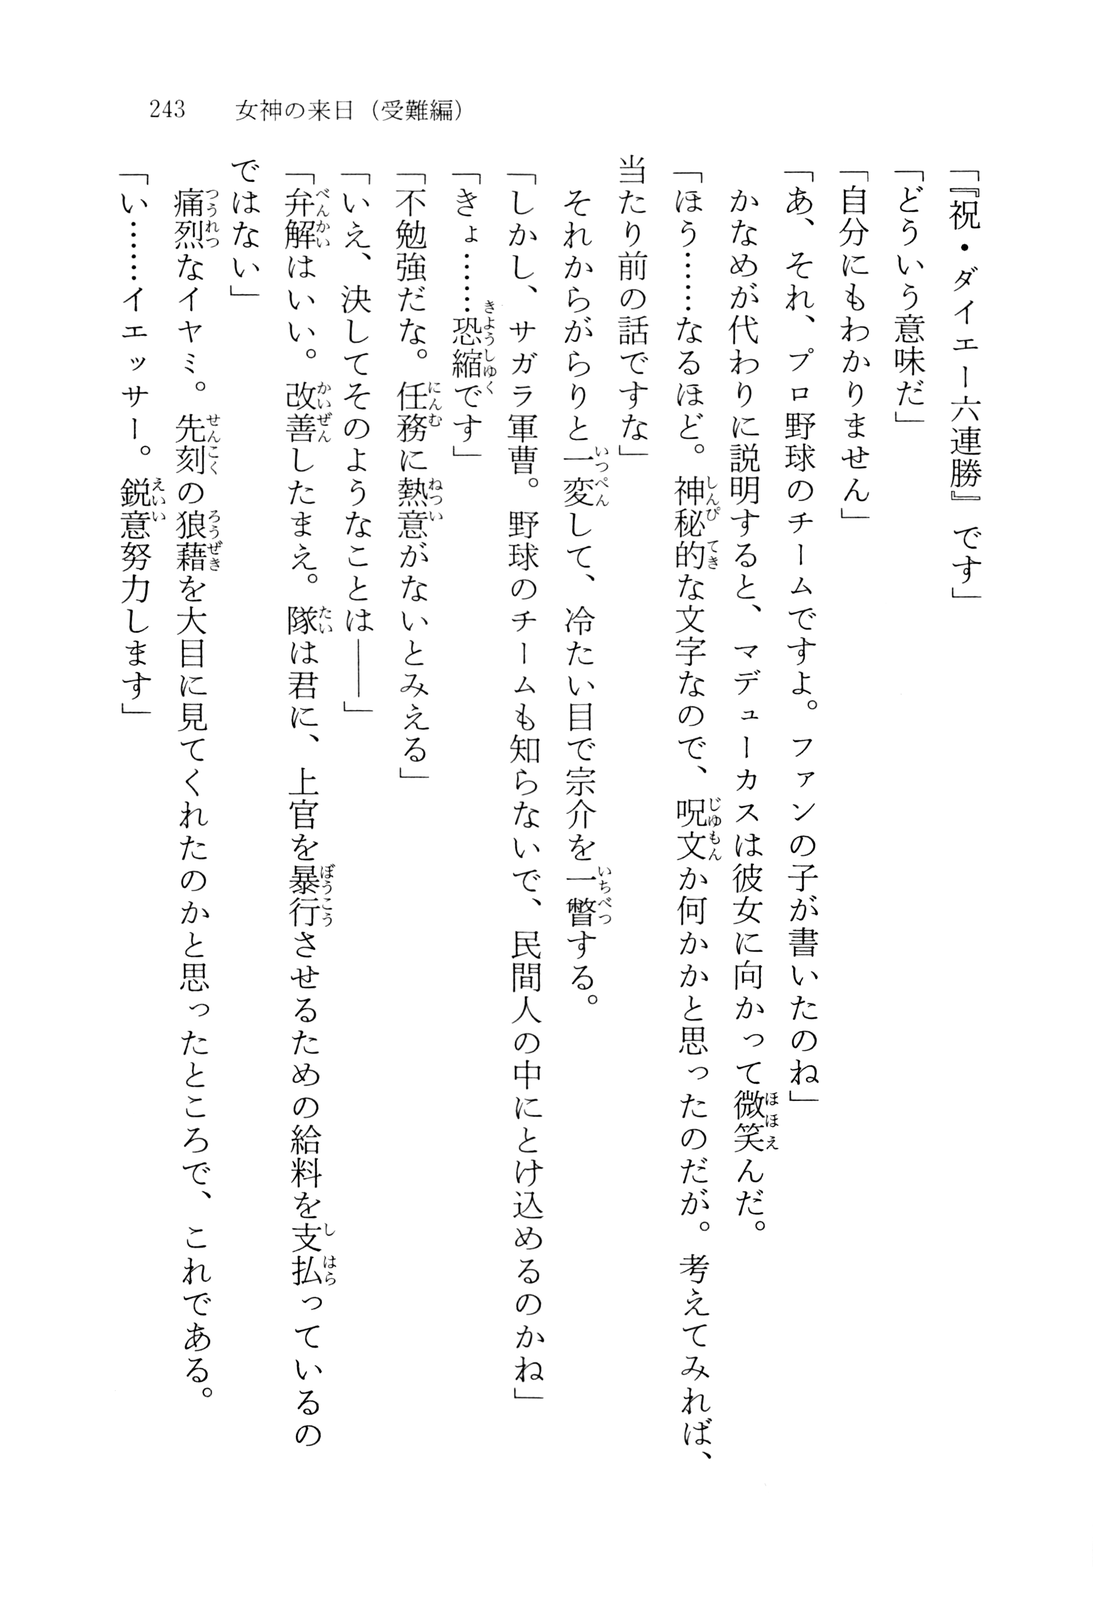 243　女神の来日（受難編）
「『祝・ダイエー六連勝』です」
「どういう意味だ」
「自分にもわかりません」
「あ、それ、プロ野球のチームですよ。ファンの子が書いたのね」
　かなめが代わりに説明すると、マデューカスは彼女に向かって微笑んだ。
「ほう……なるほど。神秘的な文字なので、呪文か何かかと思ったのだが。考えてみれば、
当たり前の話ですな」
　それからがらりと一変して、冷たい目で宗介を一瞥する。
「しかし、サガラ軍曹。野球のチームも知らないで、民間人の中にとけ込めるのかね」
「きょ……恐縮です」
「不勉強だな。任務に熱意がないとみえる」
「いえ、決してそのようなことは――」
「弁解はいい。改善したまえ。隊は君に、上官を暴行させるための給料を支払っているの
ではない」
　痛烈なイヤミ。先刻の狼藉を大目に見てくれたのかと思ったところで、これである。
「い……イエッサー。鋭意努力します」